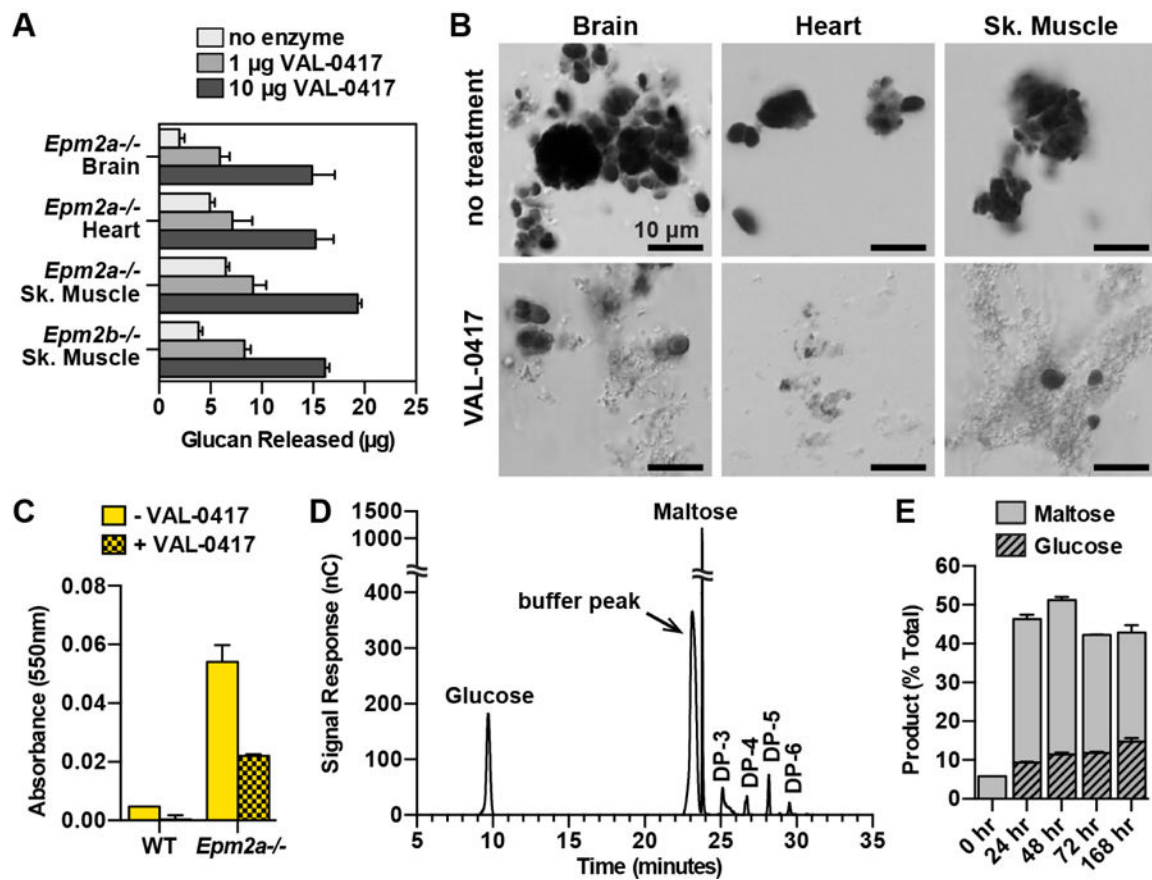 A
no enzyme
1 µg VAL-0417
10 µg VAL-0417
Epm2a-/-
Brain
Epm2a-/-
Heart
Epm2a-/-
Sk. Muscle
Epm2b-/-
Sk. Muscle
0 5 10 15 20 25
Glucan Released (µg)
B
Brain Heart Sk. Muscle
no treatment
10 µm
VAL-0417
C
- VAL-0417
+ VAL-0417
Absorbance (550nm)
0.08
0.06
0.04
0.02
0.00
WT Epm2a-/-
D
Signal Response (nC)
1500
1000
400
300
200
100
0
Maltose
buffer peak
Glucose
DP-3
DP-4
DP-5
DP-6
5 10 15 20 25 30 35
Time (minutes)
E
Maltose
Glucose
Product (% Total)
60
50
40
30
20
10
0
0 hr
24 hr
48 hr
72 hr
168 hr